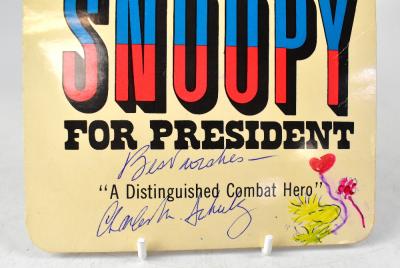 SNOOPY
FOR PRESIDENT
Best wishes —
"A Distinguished Combat Hero"
Charles M. Schulz